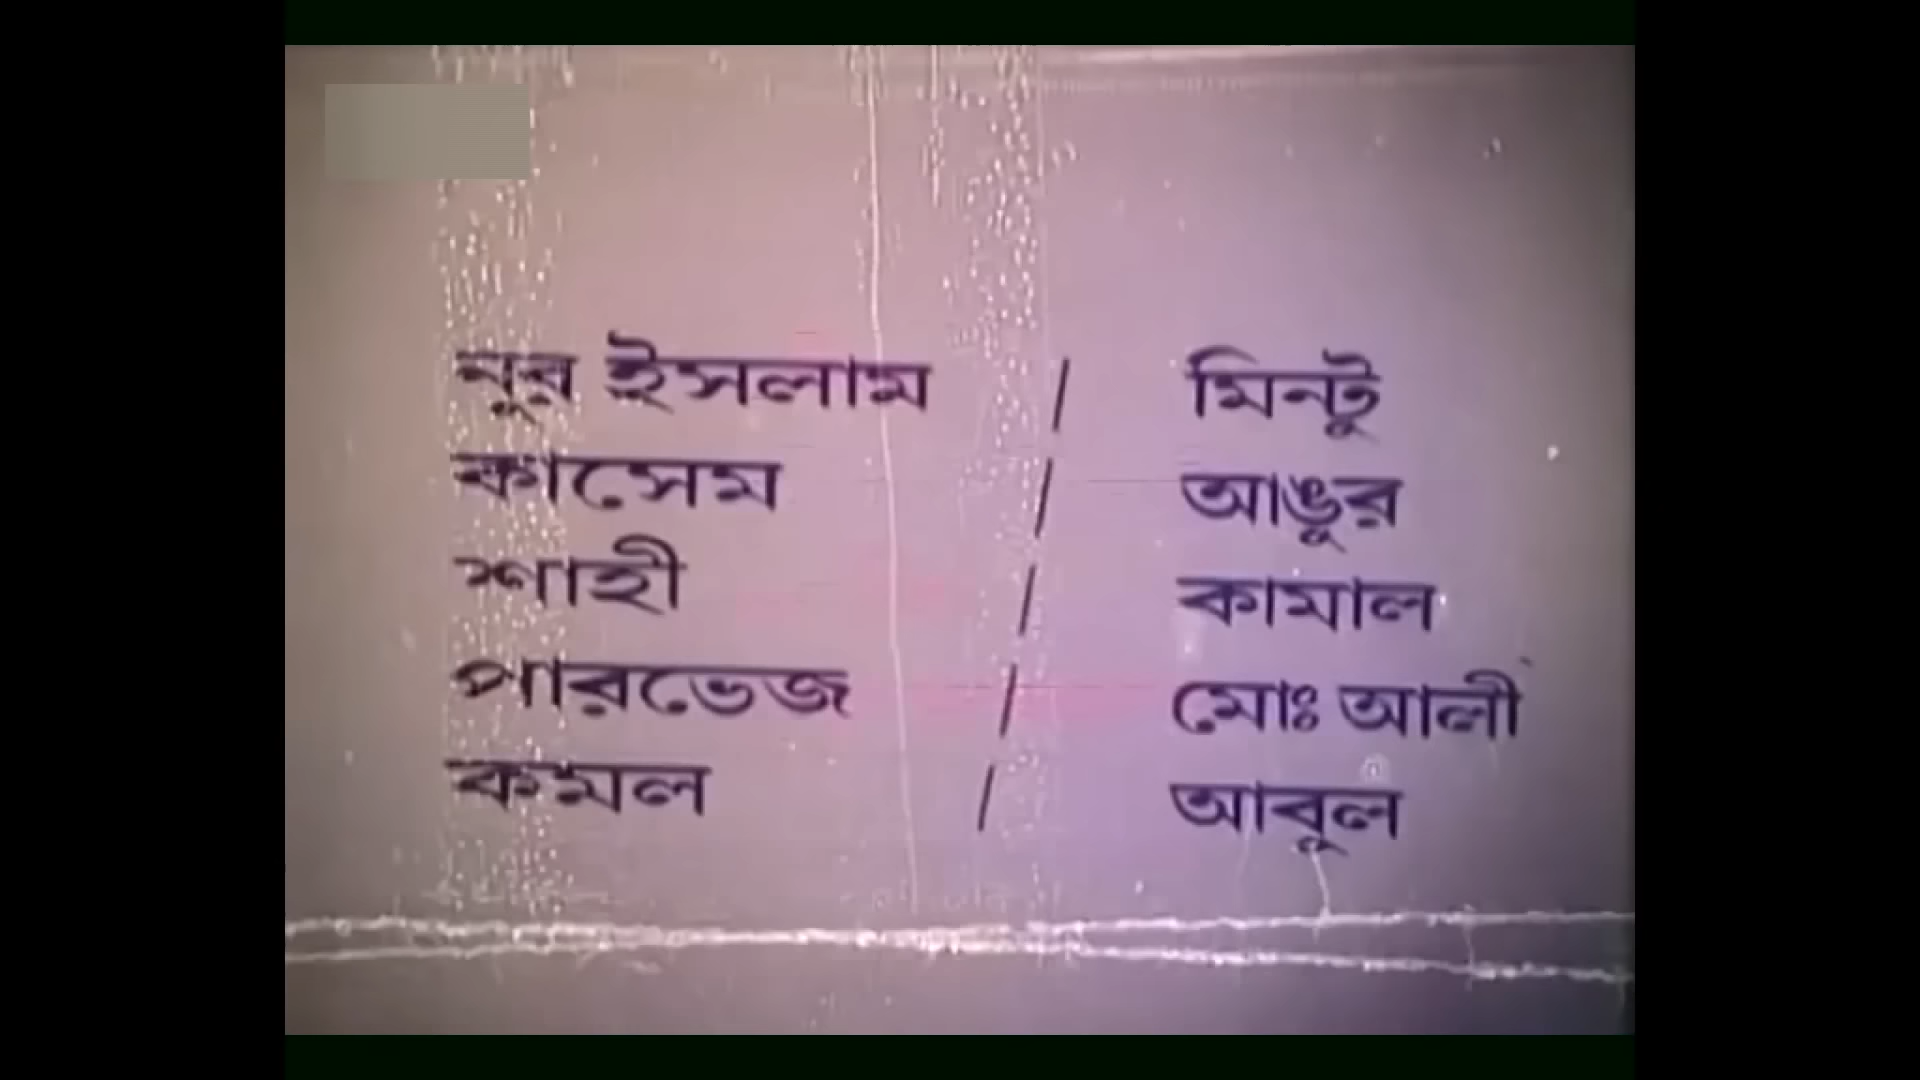 নুর ইসলাম / মিন্টু
কাসেম / আঙুর
শাহী / কামাল
পারভেজ / মোঃ আলী
কমল / আবুল